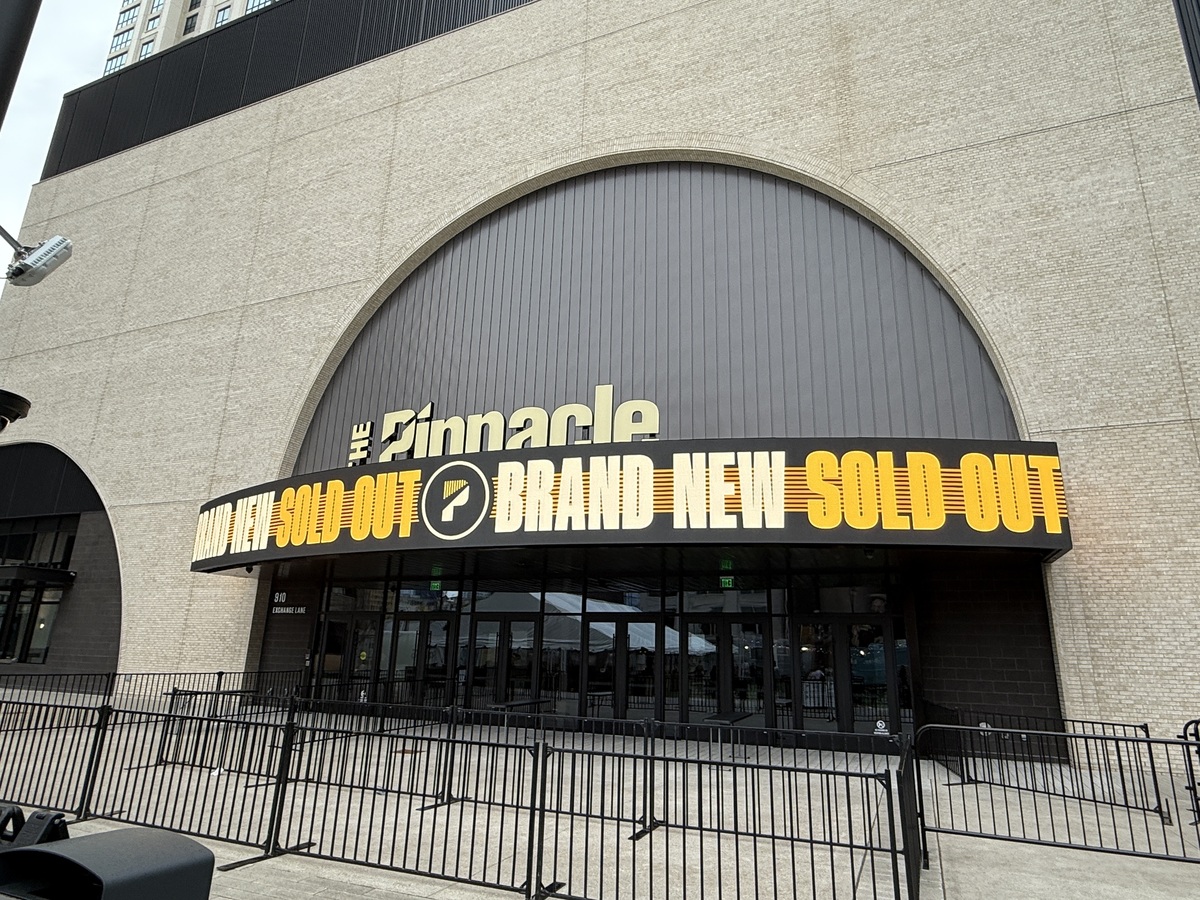 THE Pinnacle
BRAND NEW SOLD OUT P BRAND NEW SOLD OUT
910
EXCHANGE LANE